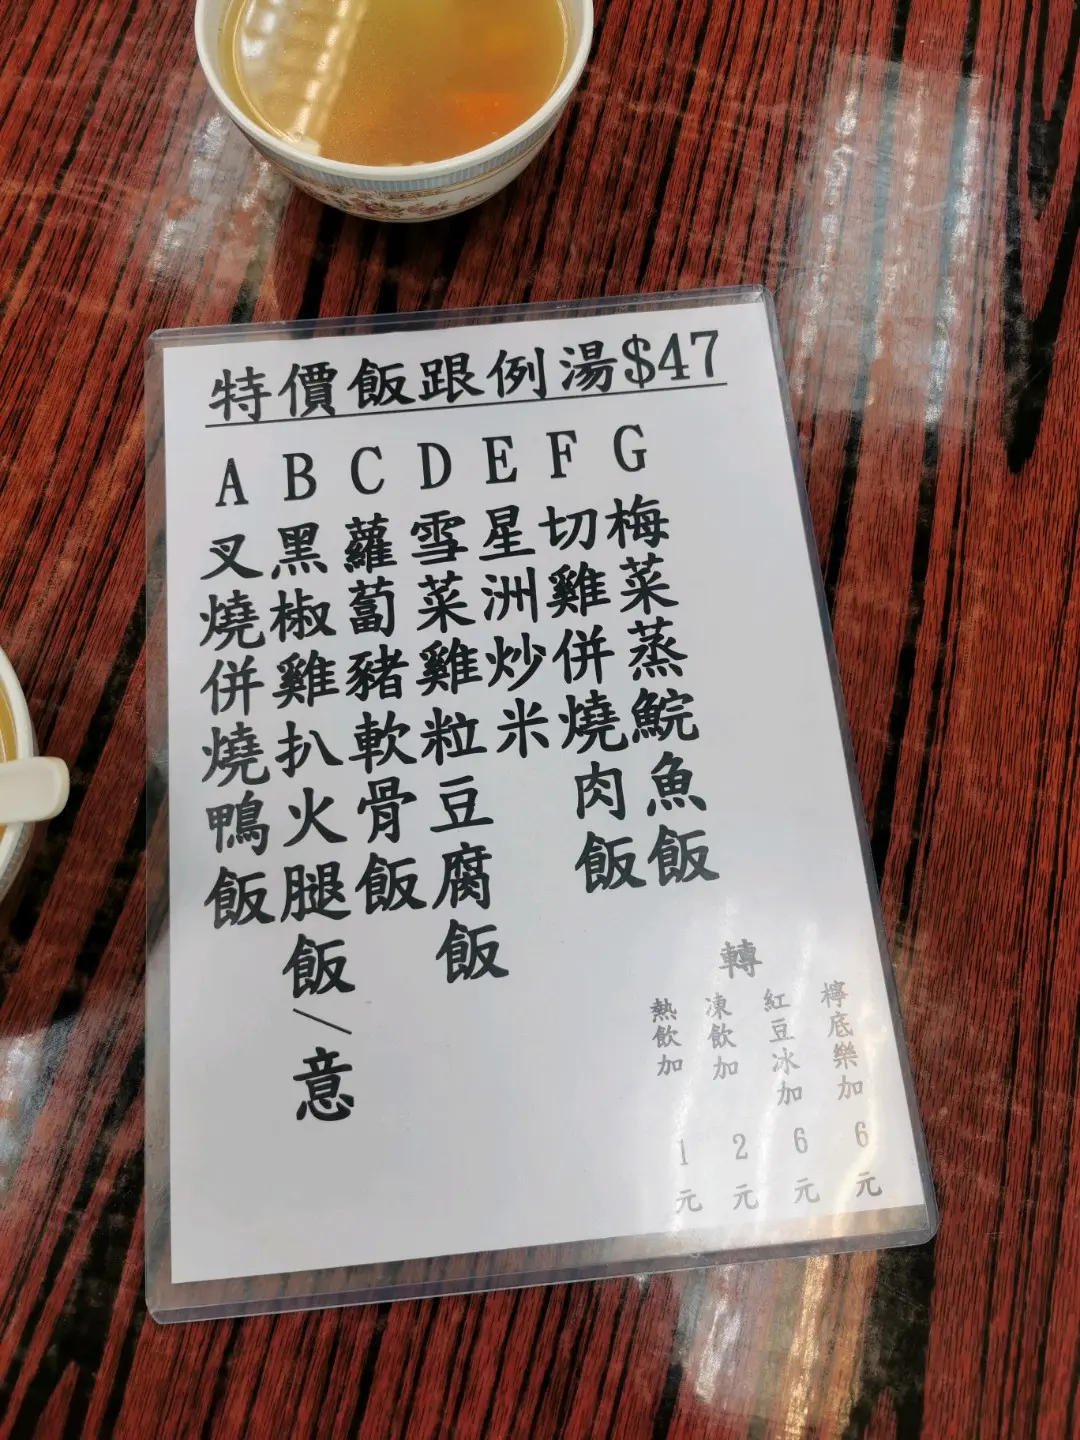 特價飯跟例湯$47
A 叉燒併燒鴨飯
B 黑椒雞扒火腿飯/意
C 蘿蔔豬軟骨飯
D 雪菜雞粒豆腐飯
E 星洲炒米
F 切雞併燒肉飯
G 梅菜蒸鯇魚飯
轉
熱飲加1元
凍飲加2元
紅豆冰加6元
檸底樂加6元